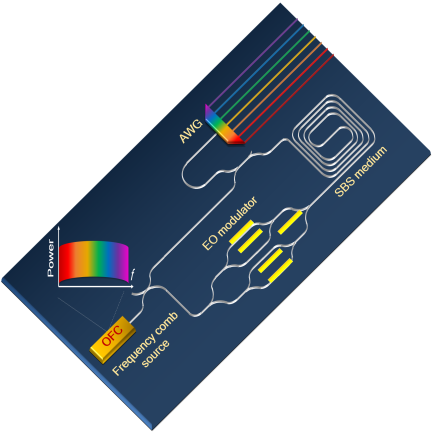 AWG
SBS medium
EO modulator
Power
f
OFC
Frequency comb
source